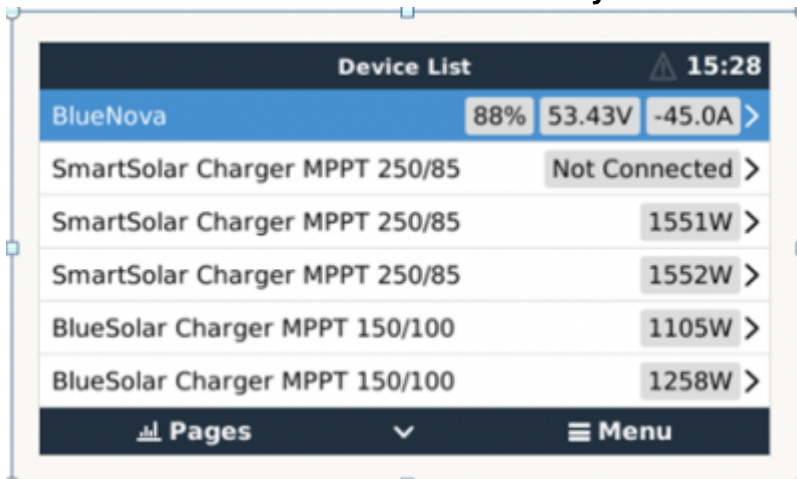 Device List 15:28
BlueNova 88% 53.43V -45.0A
SmartSolar Charger MPPT 250/85 Not Connected
SmartSolar Charger MPPT 250/85 1551W
SmartSolar Charger MPPT 250/85 1552W
BlueSolar Charger MPPT 150/100 1105W
BlueSolar Charger MPPT 150/100 1258W
Pages Menu